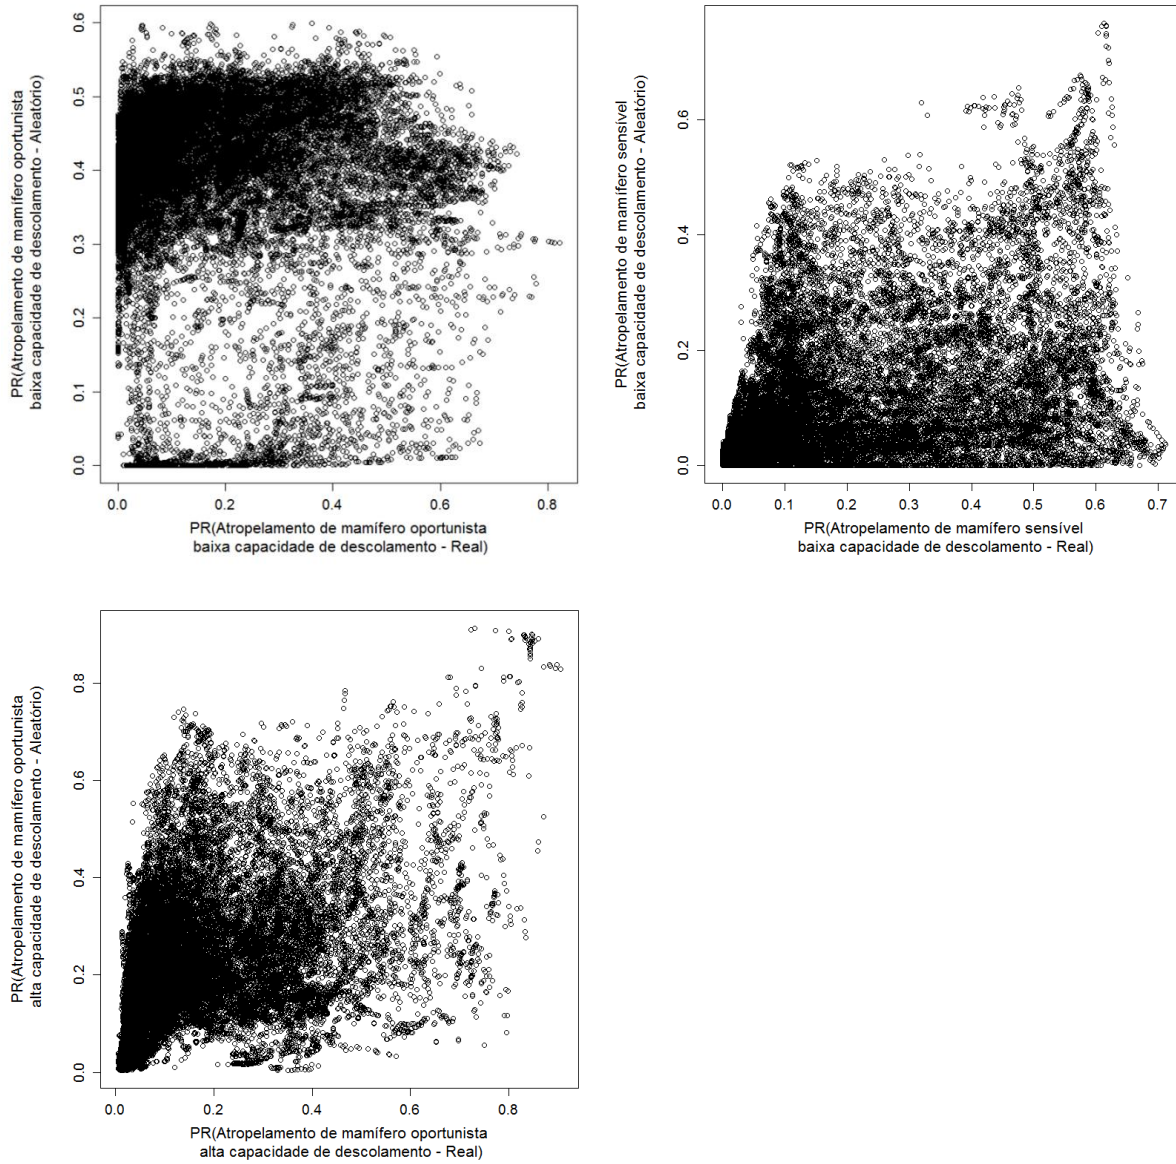 PR(Atropelamento de mamífero oportunista
baixa capacidade de descolamento - Aleatório)
0.6
0.5
0.4
0.3
0.2
0.1
0.0
0.0 0.2 0.4 0.6 0.8
PR(Atropelamento de mamífero oportunista
baixa capacidade de descolamento - Real)
PR(Atropelamento de mamífero sensível
baixa capacidade de descolamento - Aleatório)
0.6
0.4
0.2
0.0
0.0 0.1 0.2 0.3 0.4 0.5 0.6 0.7
PR(Atropelamento de mamífero sensível
baixa capacidade de descolamento - Real)
PR(Atropelamento de mamífero oportunista
alta capacidade de descolamento - Aleatório)
0.8
0.6
0.4
0.2
0.0
0.0 0.2 0.4 0.6 0.8
PR(Atropelamento de mamífero oportunista
alta capacidade de descolamento - Real)